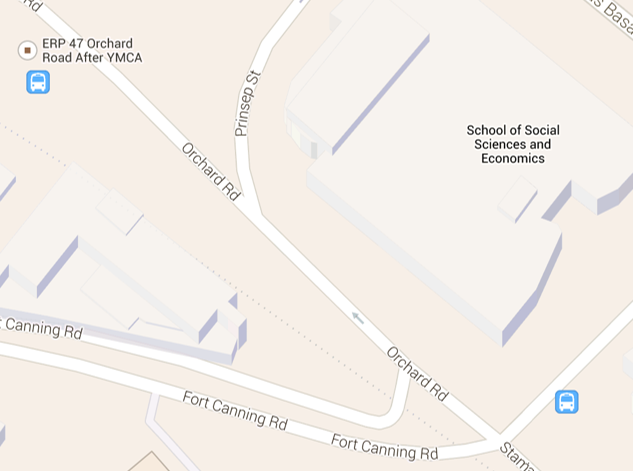 Rd
ERP 47 Orchard
Road After YMCA
Prinsep St
Orchard Rd
School of Social
Sciences and
Economics
Canning Rd
Orchard Rd
Fort Canning Rd
Fort Canning Rd